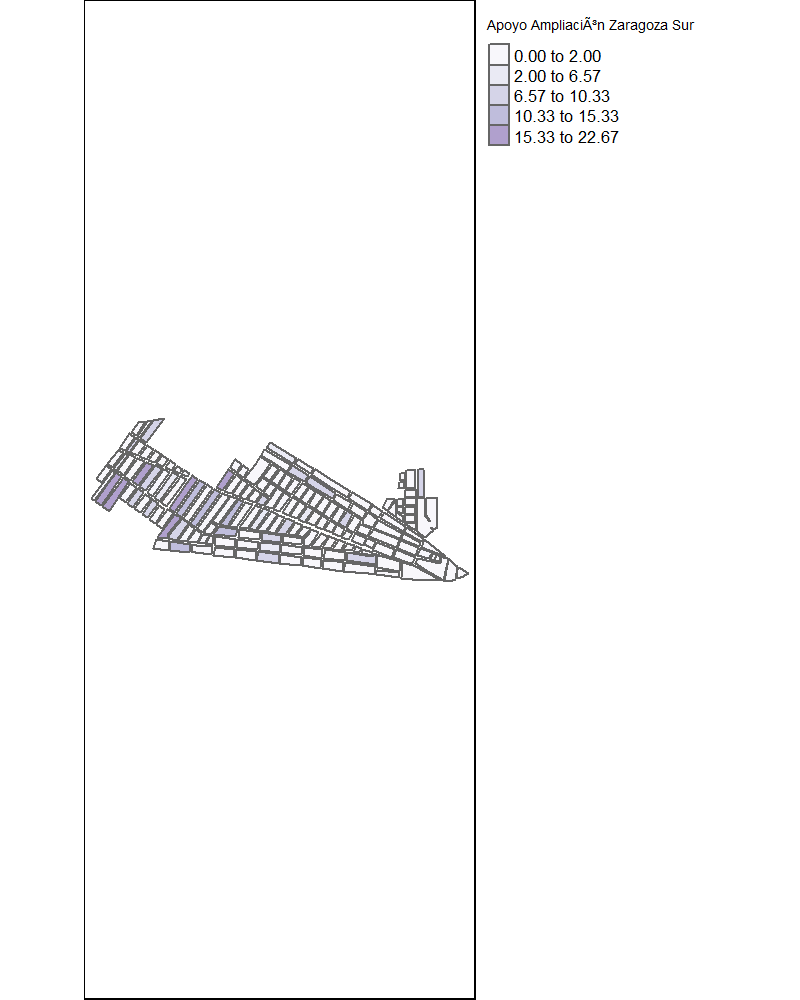 Apoyo AmpliaciÃ³n Zaragoza Sur
0.00 to 2.00
2.00 to 6.57
6.57 to 10.33
10.33 to 15.33
15.33 to 22.67